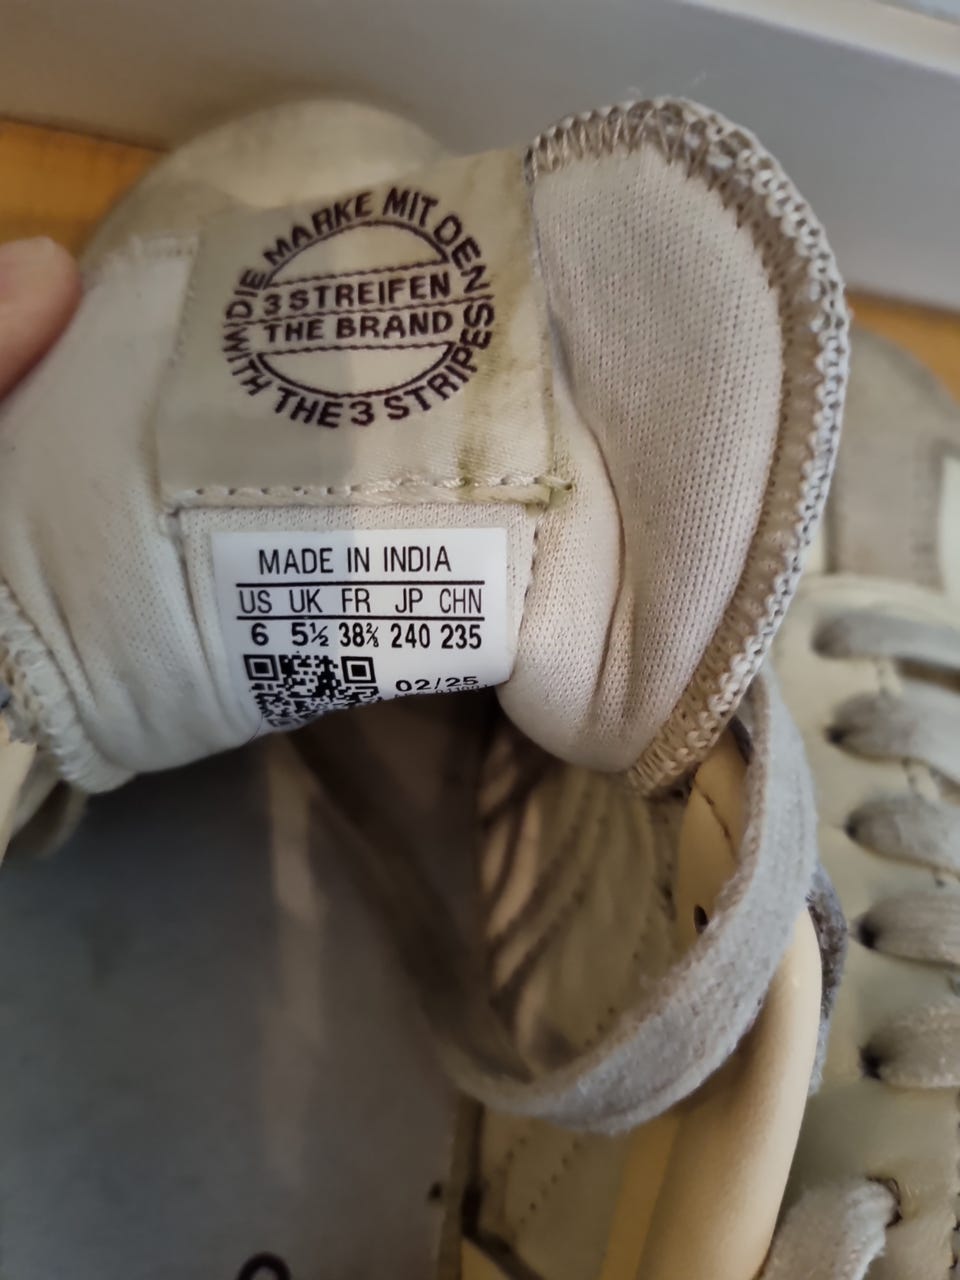 DIE MARKE MIT DEN
3 STREIFEN
THE BRAND
WITH THE 3 STRIPES
MADE IN INDIA
US UK FR JP CHN
6 5½ 38⅔ 240 235
02/25